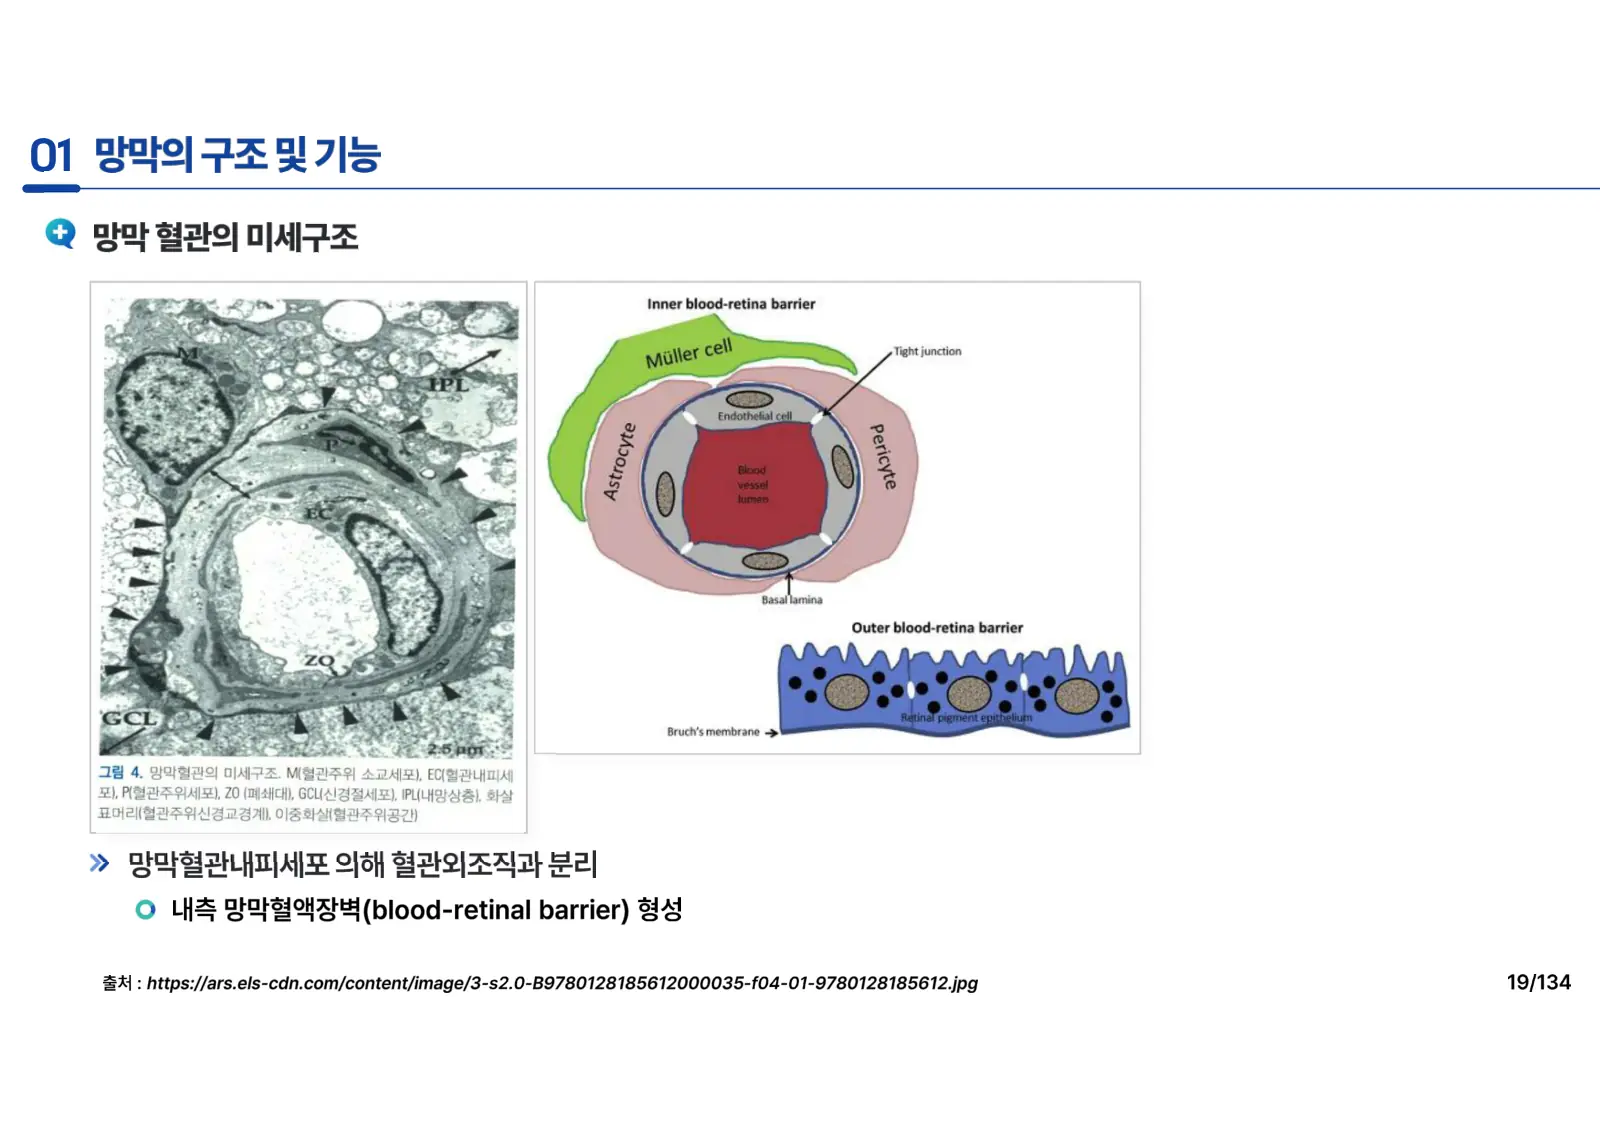 01 망막의 구조 및 기능
망막 혈관의 미세구조
M
IPL
P
EC
ZO
GCL
2.5 µm
그림 4. 망막혈관의 미세구조. M(혈관주위 소교세포), EC(혈관내피세
포), P(혈관주위세포), ZO (폐쇄대), GCL(신경절세포), IPL(내망상층), 화살
표머리(혈관주위신경교경계), 이중화살(혈관주위공간)
Inner blood-retina barrier
Müller cell
Tight junction
Endothelial cell
Astrocyte
Pericyte
Blood
vessel
lumen
Basal lamina
Outer blood-retina barrier
Retinal pigment epithelium
Bruch's membrane
망막혈관내피세포 의해 혈관외조직과 분리
내측 망막혈액장벽(blood-retinal barrier) 형성
출처 : https://ars.els-cdn.com/content/image/3-s2.0-B9780128185612000035-f04-01-9780128185612.jpg
19/134